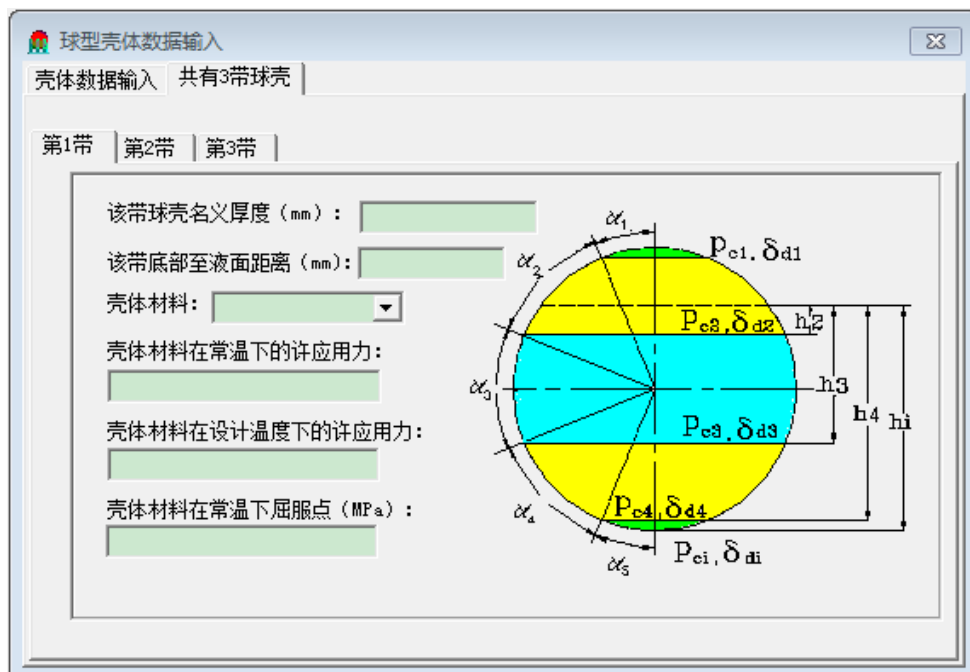 球型壳体数据输入
壳体数据输入 共有3带球壳
第1带 第2带 第3带
该带球壳名义厚度（mm）:
该带底部至液面距离（mm）:
壳体材料:
壳体材料在常温下的许应用力:
壳体材料在设计温度下的许应用力:
壳体材料在常温下屈服点（MPa）:
α₁
α₂
Pc1,δd1
Pc2,δd2
h2
α₃
h3
h4
hi
Pc3,δd3
α₄
Pc4,δd4
Pci,δdi
α₅